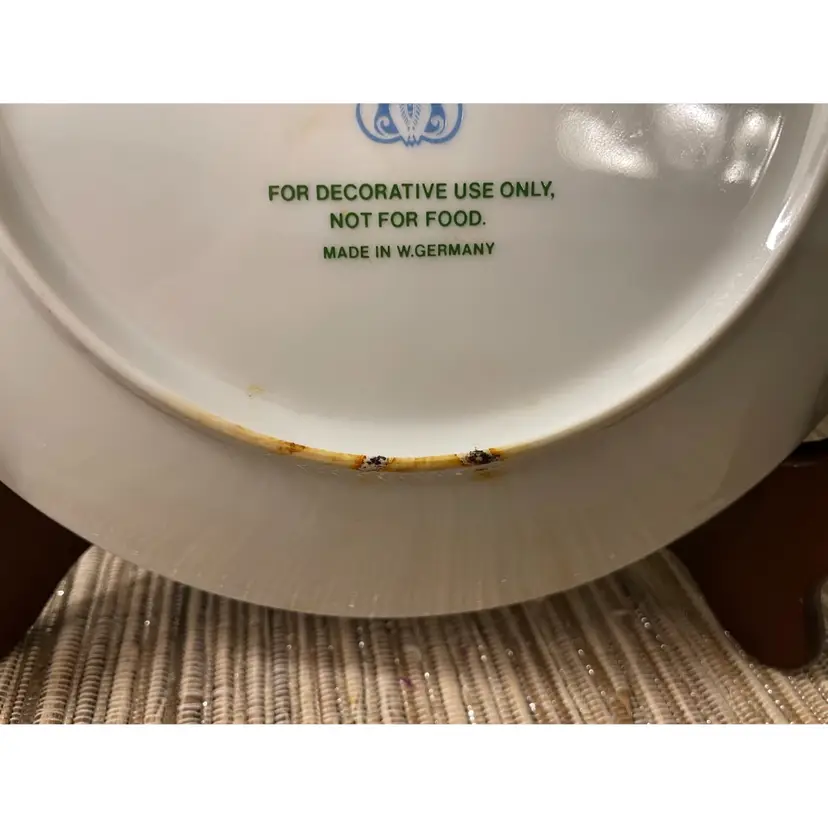 FOR DECORATIVE USE ONLY,
NOT FOR FOOD.
MADE IN W.GERMANY